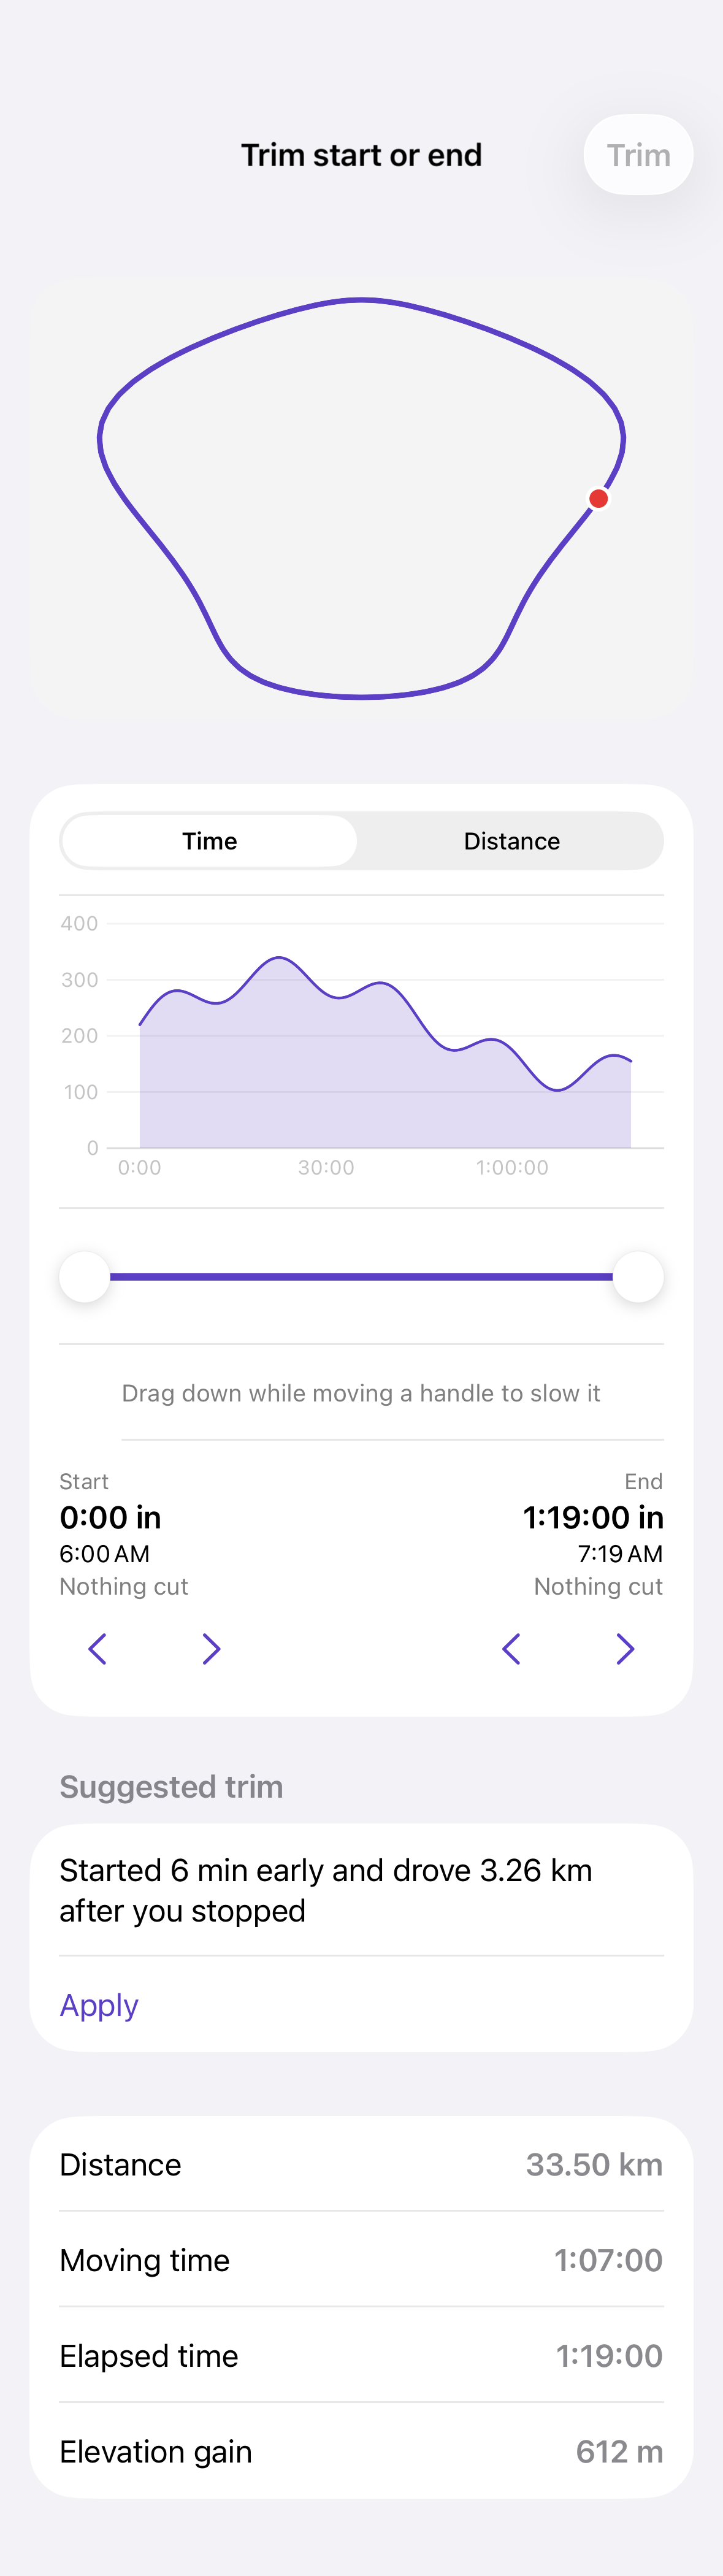 Trim start or end
Trim
Time
Distance
400
300
200
100
0
0:00
30:00
1:00:00
Drag down while moving a handle to slow it
Start
End
0:00 in
1:19:00 in
6:00 AM
7:19 AM
Nothing cut
Nothing cut
Suggested trim
Started 6 min early and drove 3.26 km
after you stopped
Apply
Distance
33.50 km
Moving time
1:07:00
Elapsed time
1:19:00
Elevation gain
612 m